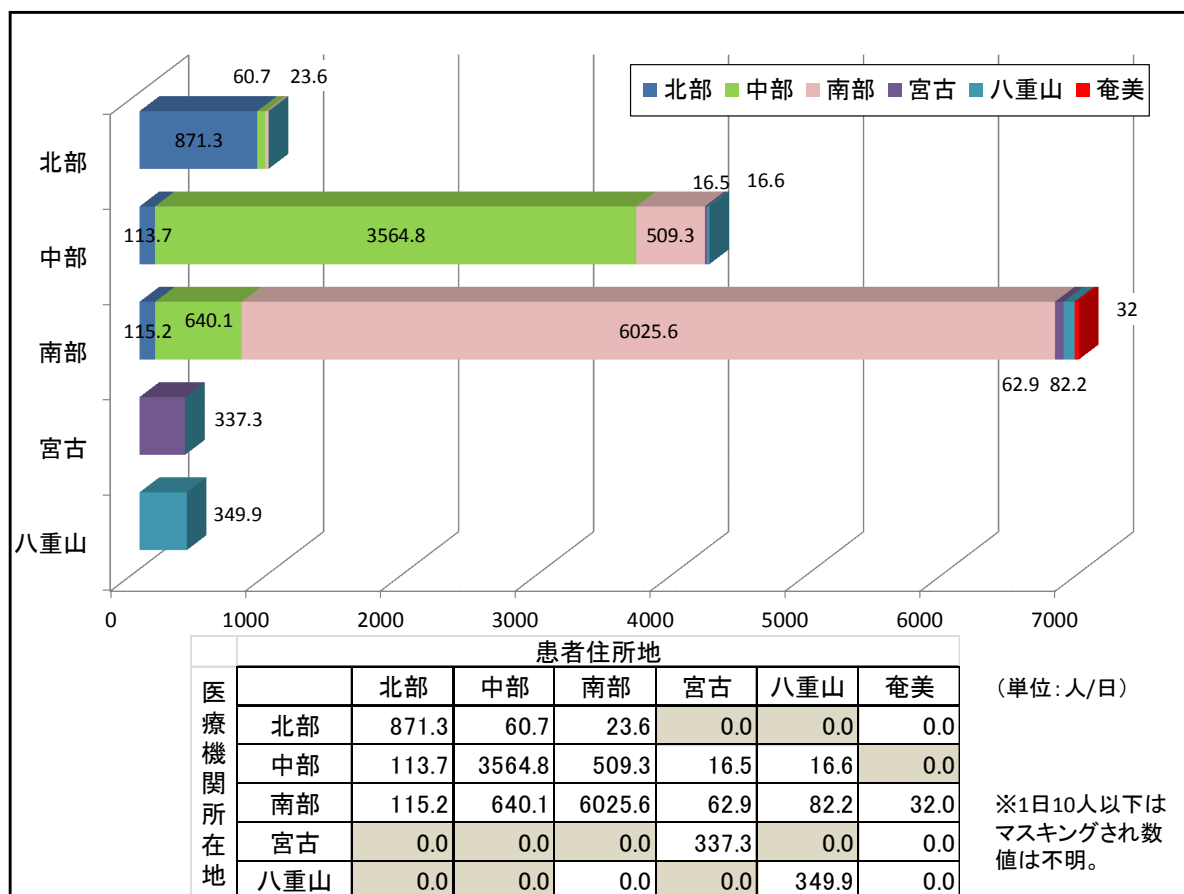 60.7 23.6
北部 中部 南部 宮古 八重山 奄美
北部 871.3
16.5 16.6
中部 113.7 3564.8 509.3
南部 115.2 640.1 6025.6 32
62.9 82.2
宮古 337.3
八重山 349.9
0 1000 2000 3000 4000 5000 6000 7000
患者住所地
医療機関所在地
北部 中部 南部 宮古 八重山 奄美
北部 871.3 60.7 23.6 0.0 0.0 0.0
中部 113.7 3564.8 509.3 16.5 16.6 0.0
南部 115.2 640.1 6025.6 62.9 82.2 32.0
宮古 0.0 0.0 0.0 337.3 0.0 0.0
八重山 0.0 0.0 0.0 0.0 349.9 0.0
（単位：人/日）
※1日10人以下は
マスキングされ数
値は不明。